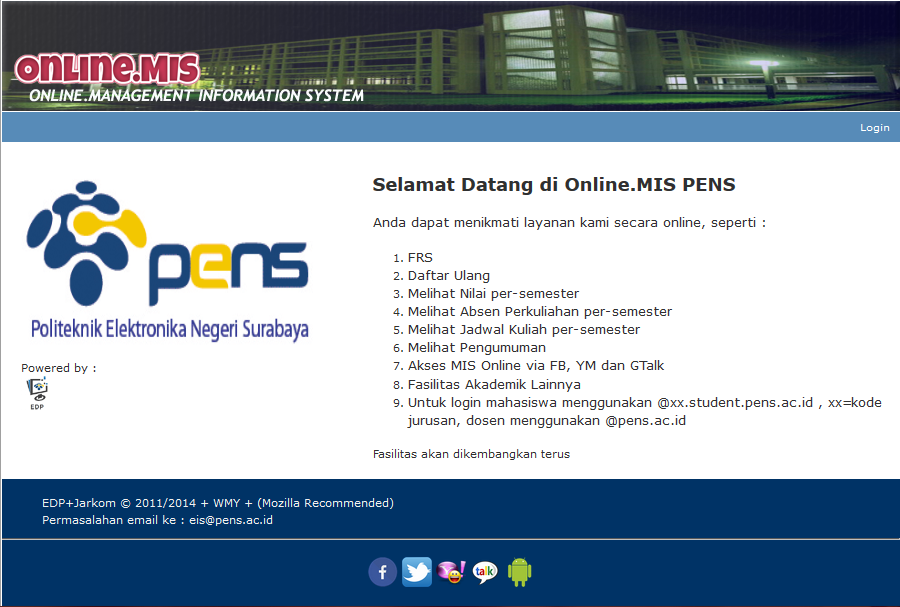 ONLINE.MIS
ONLINE.MANAGEMENT INFORMATION SYSTEM
Login
pens
Politeknik Elektronika Negeri Surabaya
Powered by :
EDP
Selamat Datang di Online.MIS PENS
Anda dapat menikmati layanan kami secara online, seperti :
1. FRS
2. Daftar Ulang
3. Melihat Nilai per-semester
4. Melihat Absen Perkuliahan per-semester
5. Melihat Jadwal Kuliah per-semester
6. Melihat Pengumuman
7. Akses MIS Online via FB, YM dan GTalk
8. Fasilitas Akademik Lainnya
9. Untuk login mahasiswa menggunakan @xx.student.pens.ac.id , xx=kode
jurusan, dosen menggunakan @pens.ac.id
Fasilitas akan dikembangkan terus
EDP+Jarkom © 2011/2014 + WMY + (Mozilla Recommended)
Permasalahan email ke : eis@pens.ac.id
f
Y!
talk